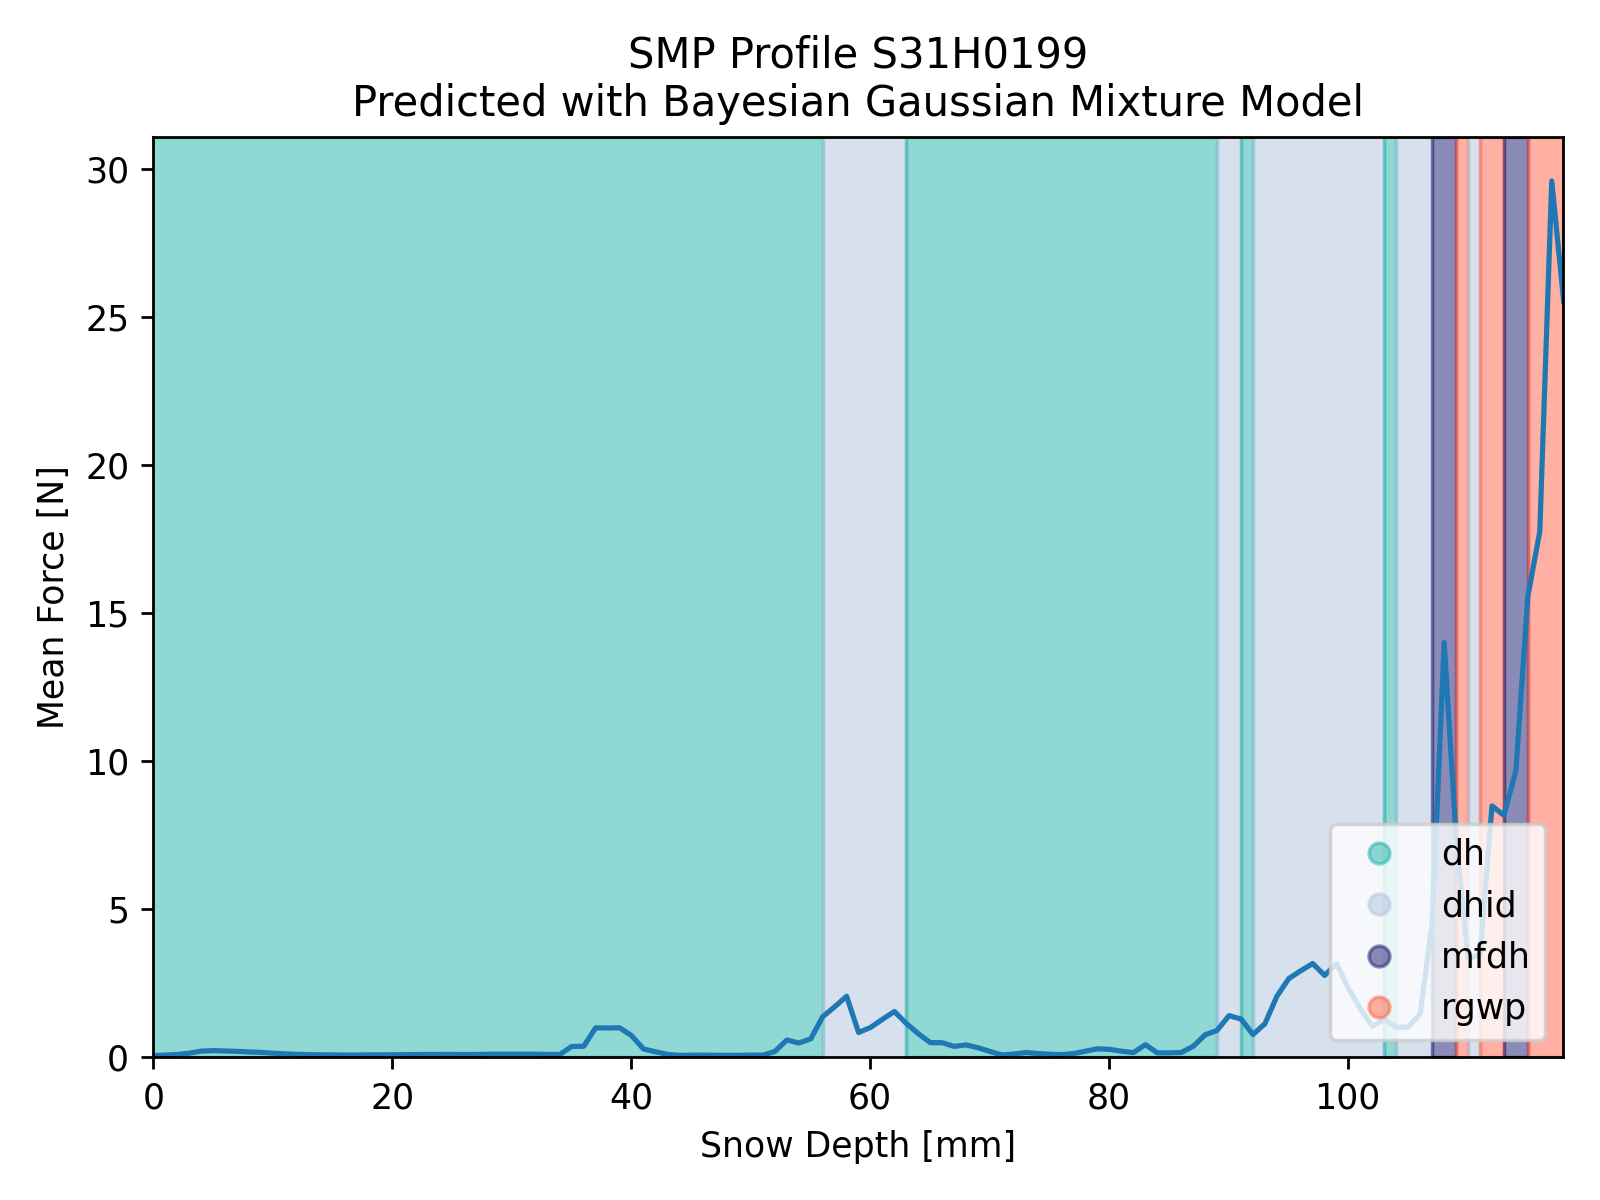 SMP Profile S31H0199
Predicted with Bayesian Gaussian Mixture Model
Mean Force [N]
30
25
20
15
10
5
0
dh
dhid
mfdh
rgwp
0 20 40 60 80 100
Snow Depth [mm]